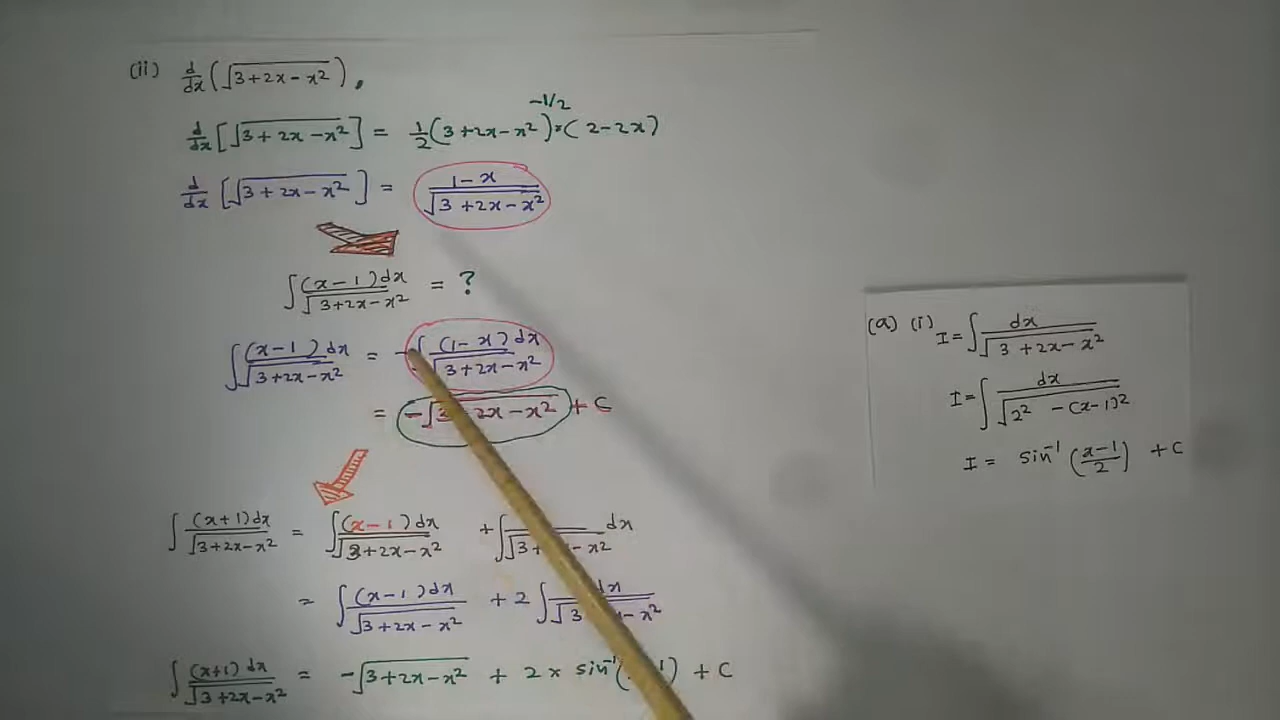 (ii) d/dx (√(3+2x-x²)),
d/dx [√(3+2x-x²)] = 1/2 (3+2x-x²)^(-1/2) · (2-2x)
d/dx [√(3+2x-x²)] = (1-x)/√(3+2x-x²)
∫ (x-1)dx/√(3+2x-x²) = ?
∫ (x-1)dx/√(3+2x-x²) = -∫ (1-x)dx/√(3+2x-x²)
= -√(3+2x-x²) + C
∫ (x+1)dx/√(3+2x-x²) = ∫ (x-1)dx/√(3+2x-x²) + ∫ dx
= ∫ (x-1)dx/√(3+2x-x²) + 2 ∫ dx
∫ (x+1)dx/√(3+2x-x²) = -√(3+2x-x²) + 2 × sin⁻¹ + C
(a) (i) I = ∫ dx/√(3+2x-x²)
I = ∫ dx/√(2² -(x-1)²)
I = sin⁻¹ ((x-1)/2) + C